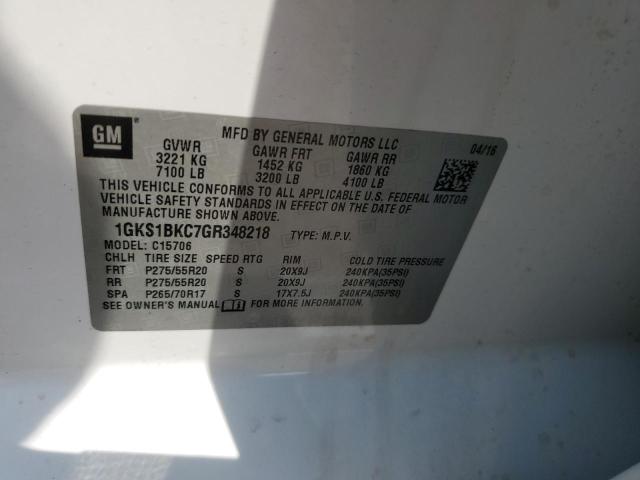 GM
MFD BY GENERAL MOTORS LLC
04/16
GVWR GAWR FRT GAWR RR
3221 KG 1452 KG 1860 KG
7100 LB 3200 LB 4100 LB
THIS VEHICLE CONFORMS TO ALL APPLICABLE U.S. FEDERAL MOTOR
VEHICLE SAFETY STANDARDS IN EFFECT ON THE DATE OF
MANUFACTURE SHOWN ABOVE.
1GKS1BKC7GR348218 TYPE: M.P.V.
MODEL: C15706
CHLH TIRE SIZE SPEED RTG RIM COLD TIRE PRESSURE
FRT P275/55R20 S 20X9J 240KPA(35PSI)
RR P275/55R20 S 20X9J 240KPA(35PSI)
SPA P265/70R17 S 17X7.5J 240KPA(35PSI)
SEE OWNER'S MANUAL FOR MORE INFORMATION.